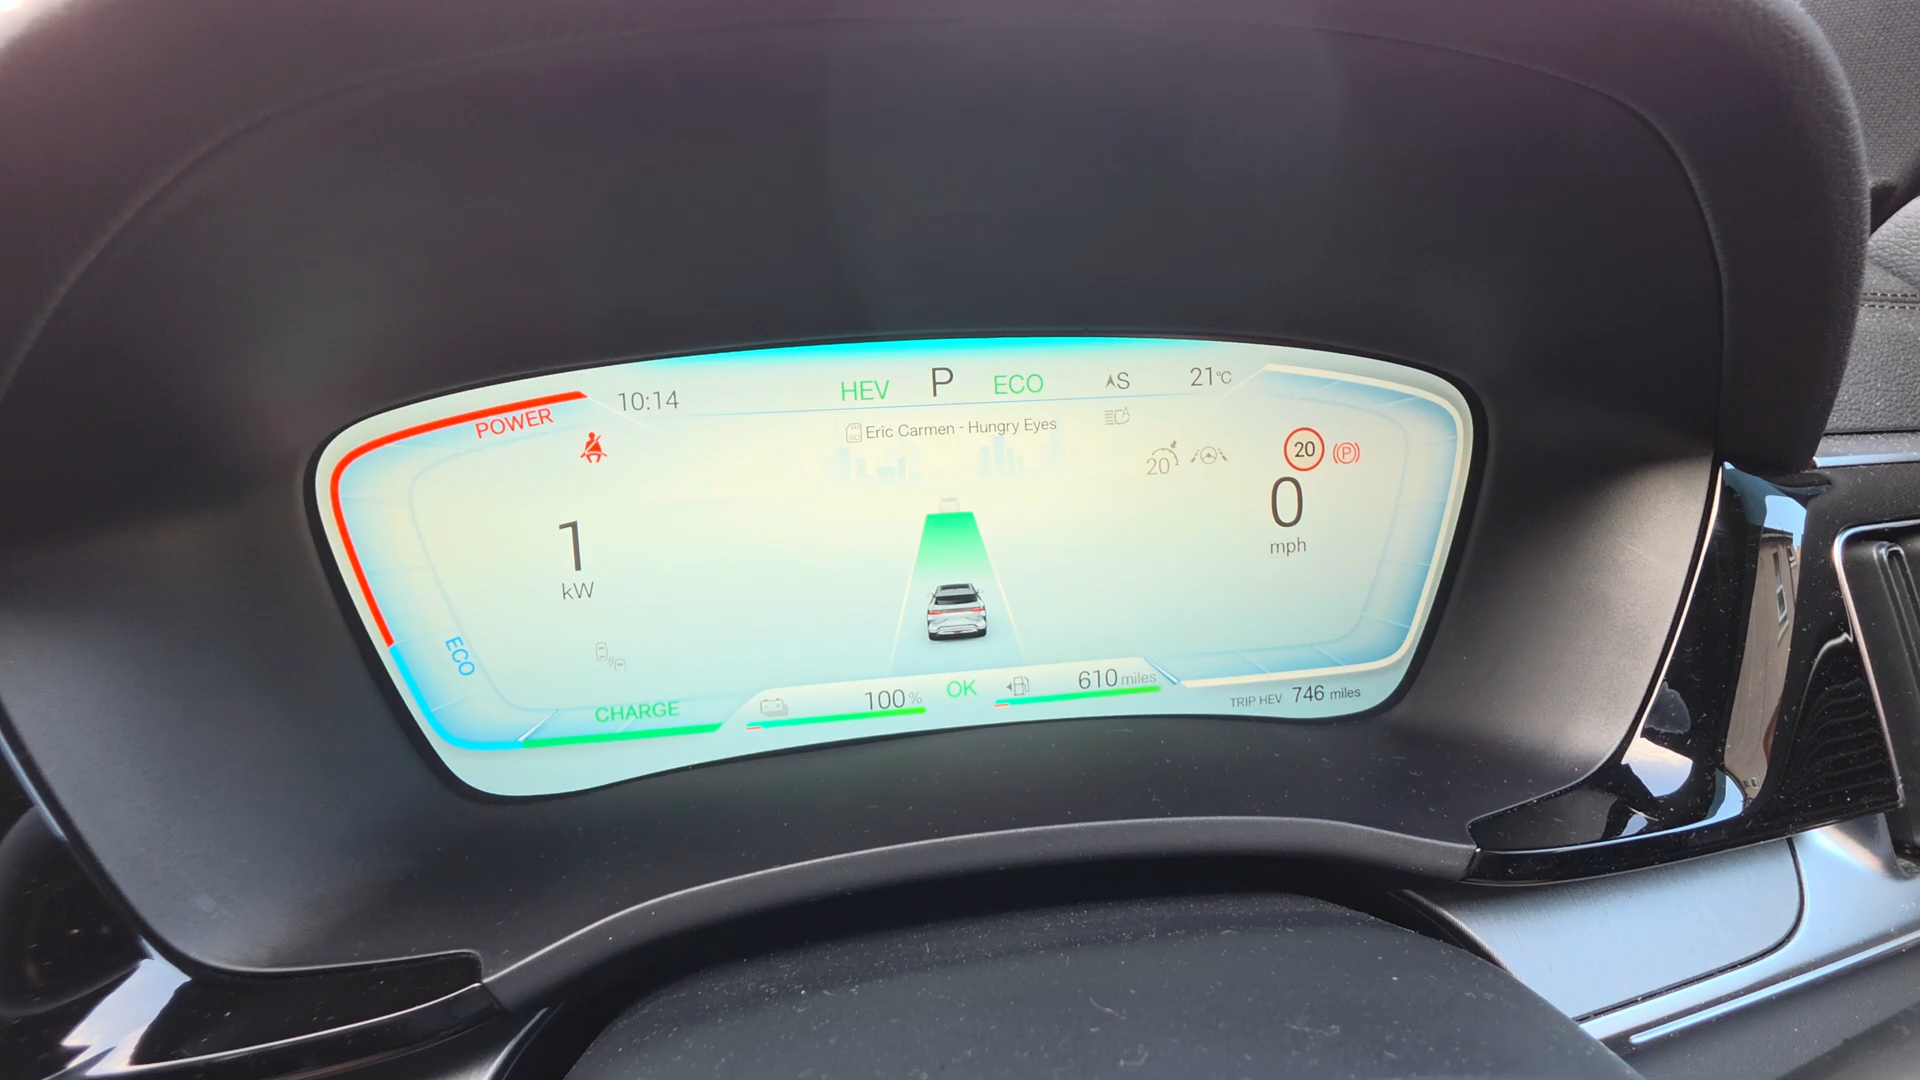 10:14 HEV P ECO S 21°C
POWER
Eric Carmen - Hungry Eyes
A
20
20 P
1
kW
0
mph
ECO
CHARGE
100% OK 610 miles
TRIP HEV 746 miles